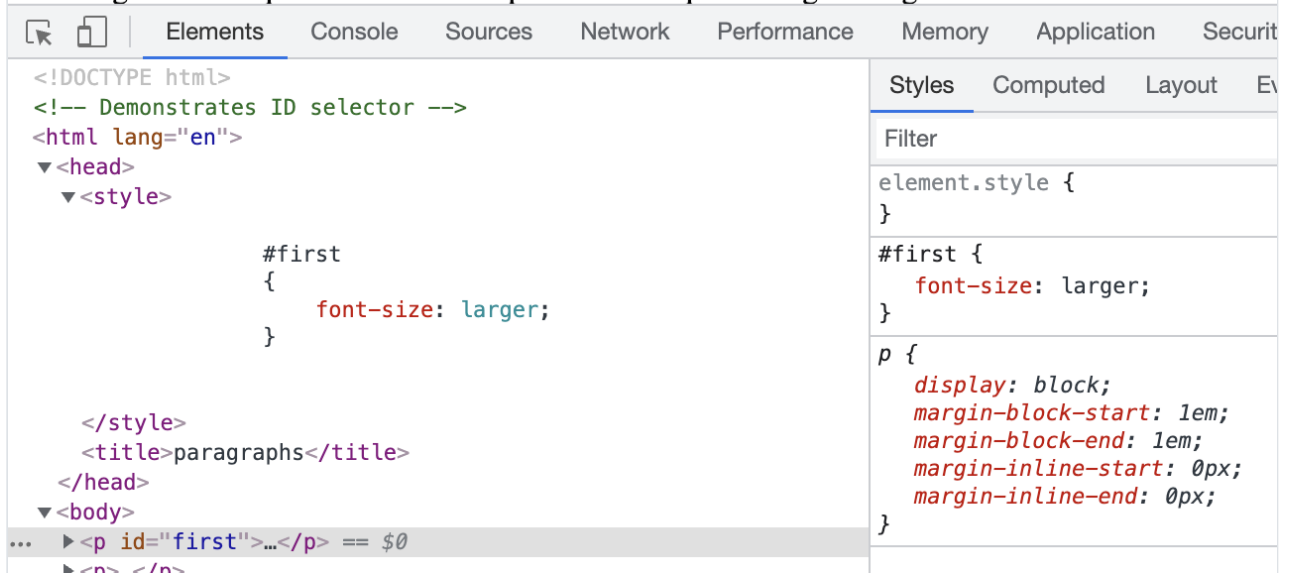 Elements Console Sources Network Performance Memory Application
<!DOCTYPE html>
<!-- Demonstrates ID selector -->
<html lang="en">
▼<head>
▼<style>
#first
{
font-size: larger;
}
</style>
<title>paragraphs</title>
</head>
▼<body>
… ▶<p id="first">…</p> == $0
Styles Computed Layout
Filter
element.style {
}
#first {
font-size: larger;
}
p {
display: block;
margin-block-start: 1em;
margin-block-end: 1em;
margin-inline-start: 0px;
margin-inline-end: 0px;
}